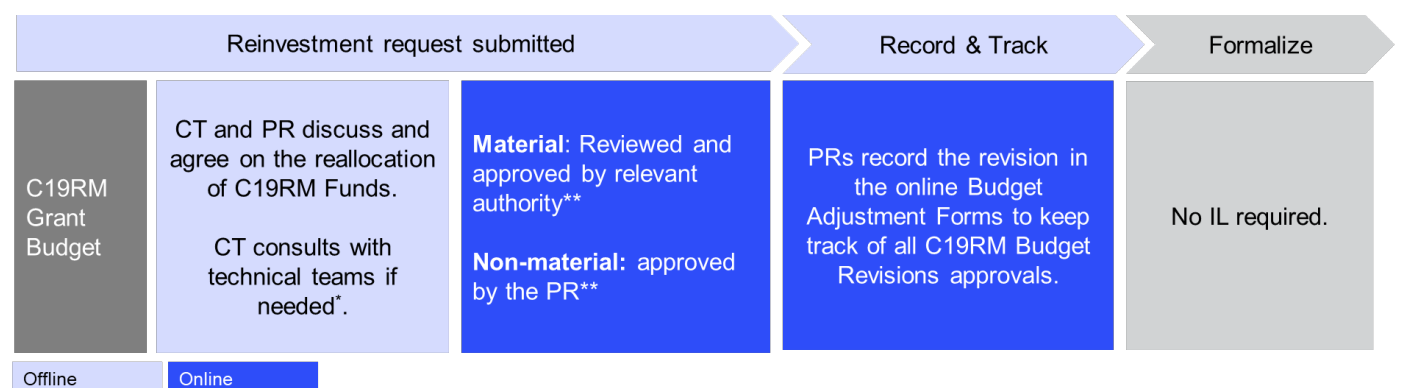 Reinvestment request submitted
Record & Track
Formalize
C19RM
Grant
Budget
CT and PR discuss and
agree on the reallocation
of C19RM Funds.
CT consults with
technical teams if
needed*.
Material: Reviewed and
approved by relevant
authority**
Non-material: approved
by the PR**
PRs record the revision in
the online Budget
Adjustment Forms to keep
track of all C19RM Budget
Revisions approvals.
No IL required.
Offline
Online